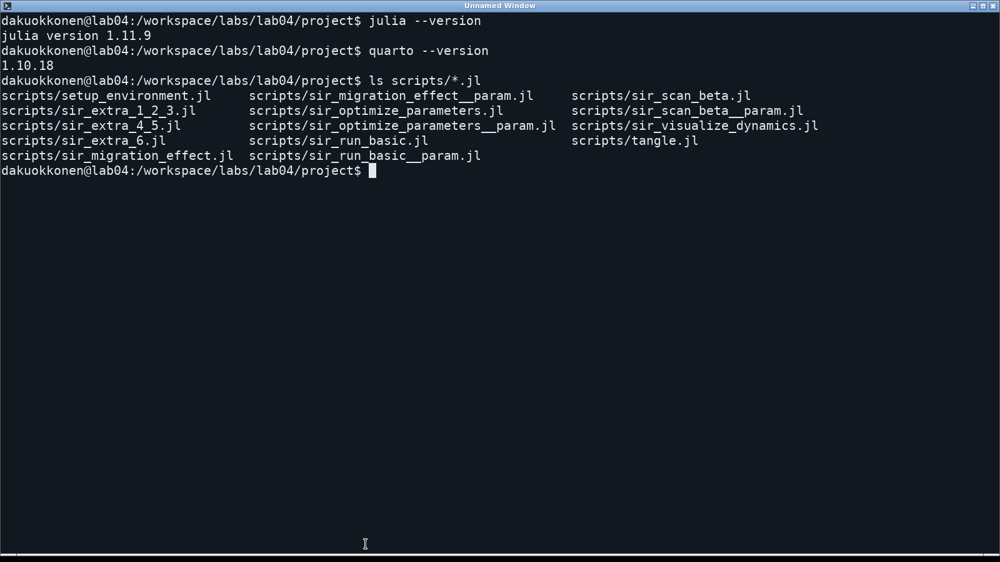 Unnamed Window
dakuokkonen@lab04:/workspace/labs/lab04/project$ julia --version
julia version 1.11.9
dakuokkonen@lab04:/workspace/labs/lab04/project$ quarto --version
1.10.18
dakuokkonen@lab04:/workspace/labs/lab04/project$ ls scripts/*.jl
scripts/setup_environment.jl     scripts/sir_migration_effect__param.jl     scripts/sir_scan_beta.jl
scripts/sir_extra_1_2_3.jl       scripts/sir_optimize_parameters.jl         scripts/sir_scan_beta__param.jl
scripts/sir_extra_4_5.jl         scripts/sir_optimize_parameters__param.jl  scripts/sir_visualize_dynamics.jl
scripts/sir_extra_6.jl           scripts/sir_run_basic.jl                   scripts/tangle.jl
scripts/sir_migration_effect.jl  scripts/sir_run_basic__param.jl
dakuokkonen@lab04:/workspace/labs/lab04/project$